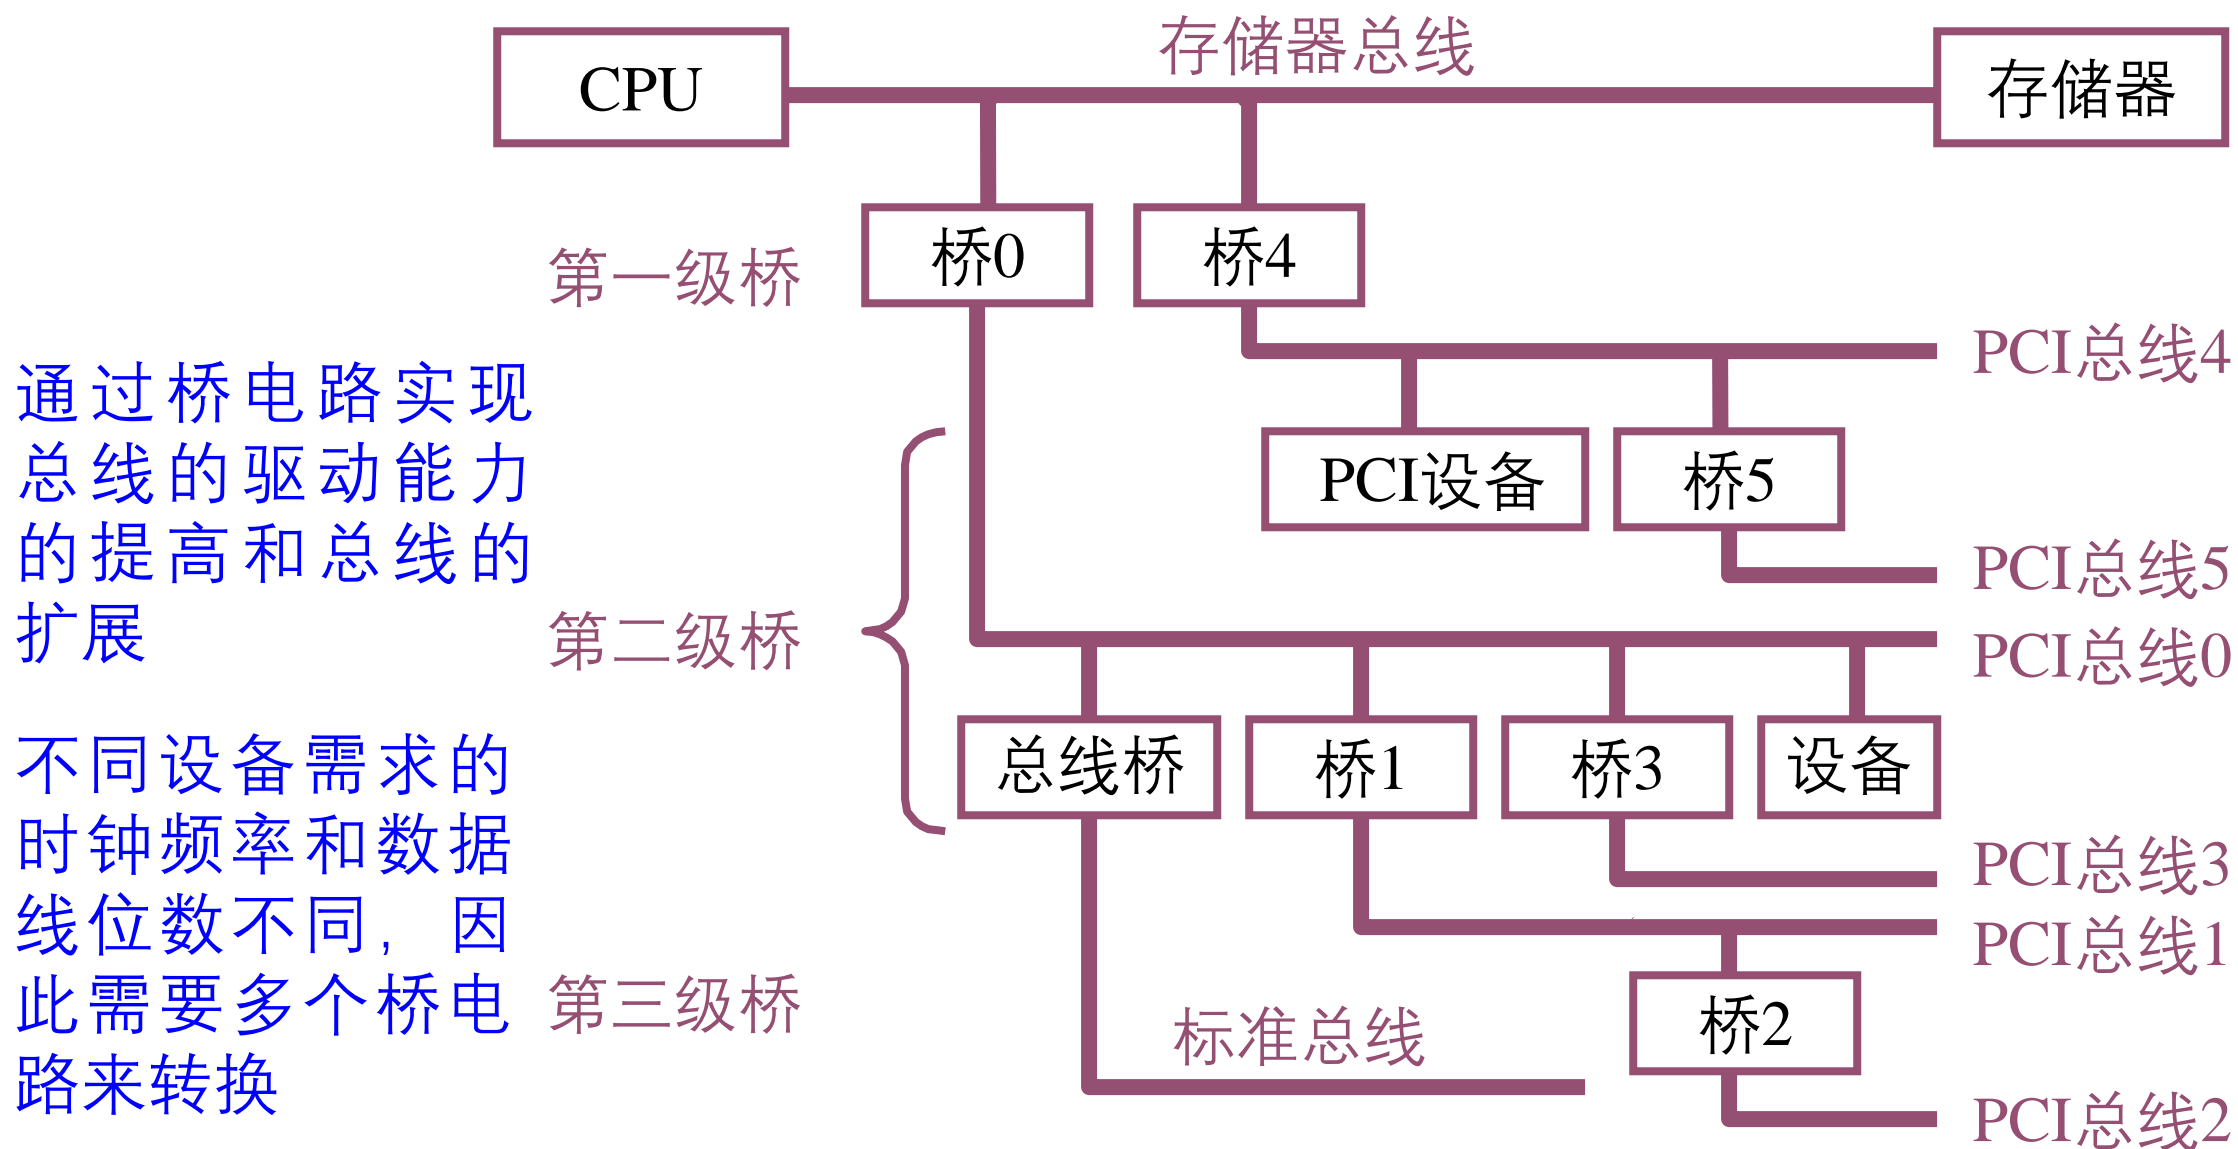 存储器总线
CPU
存储器
桥0
桥4
第一级桥
PCI总线4
通过桥电路实现
总线的驱动能力
的提高和总线的
扩展
PCI设备
桥5
PCI总线5
第二级桥
PCI总线0
不同设备需求的
时钟频率和数据
线位数不同，因
此需要多个桥电
路来转换
总线桥
桥1
桥3
设备
PCI总线3
PCI总线1
第三级桥
标准总线
桥2
PCI总线2